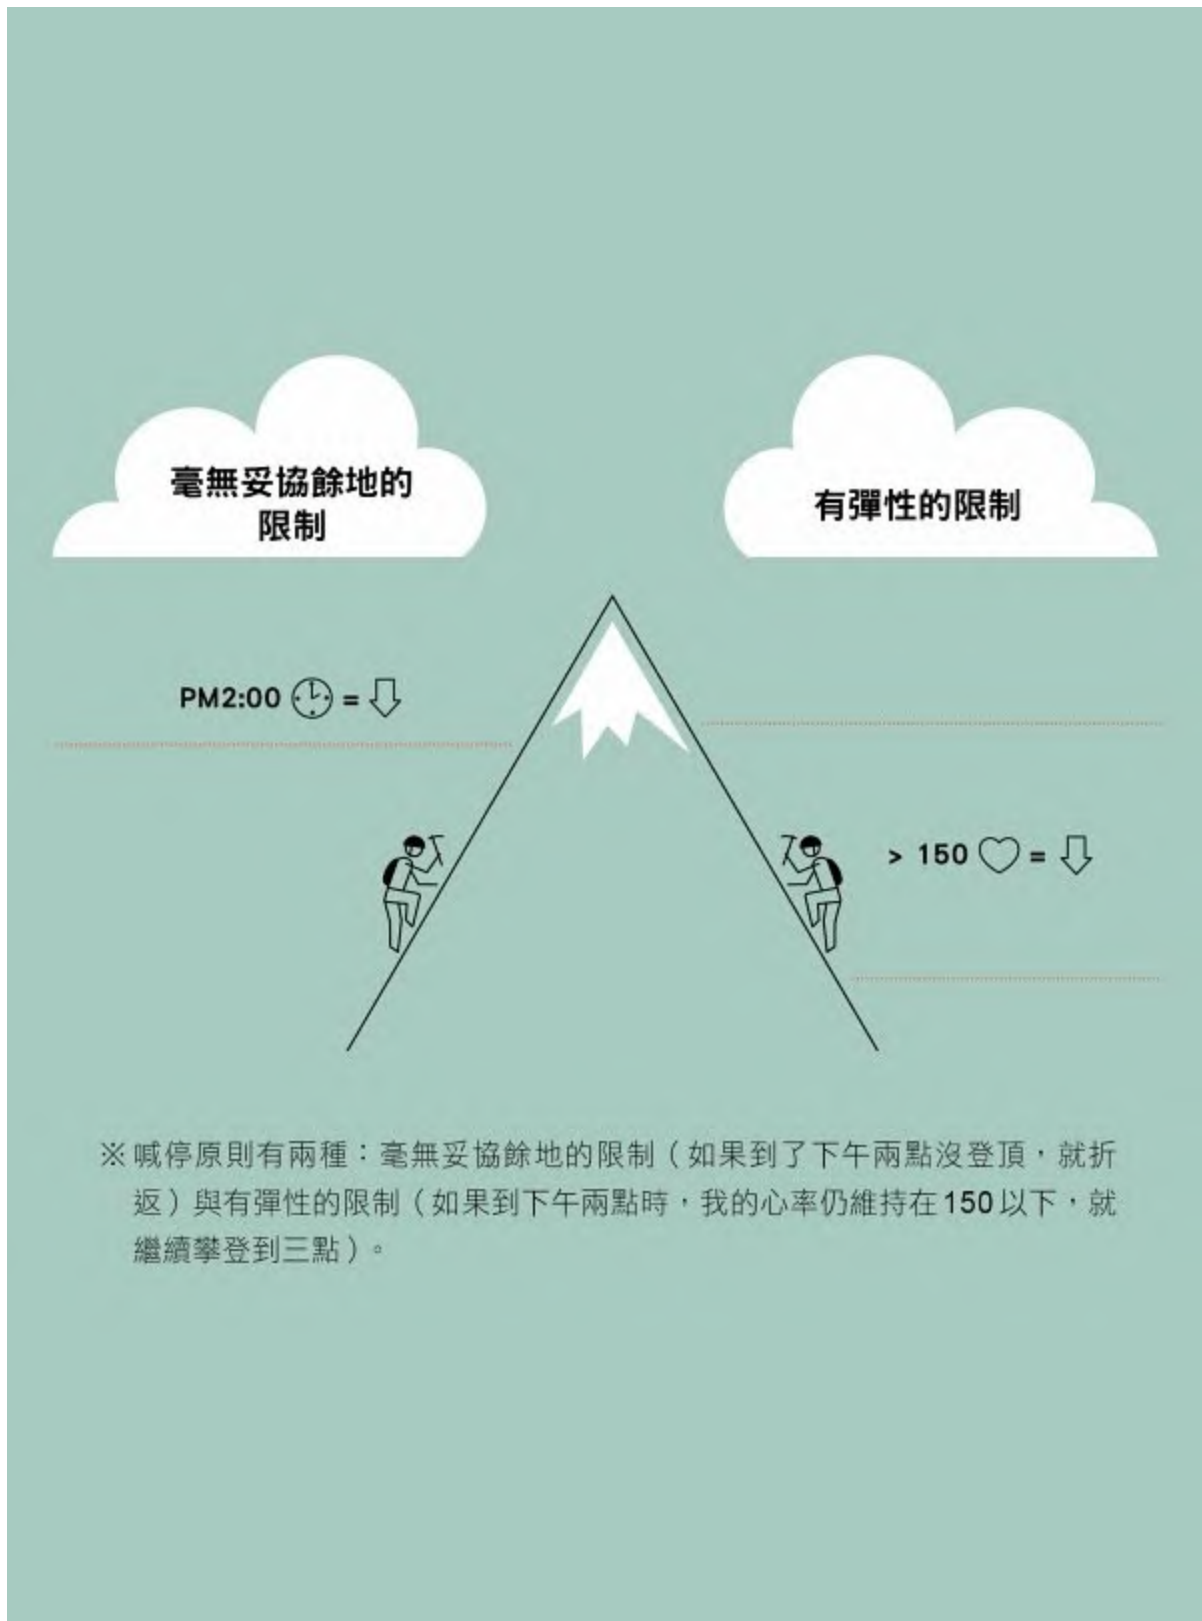 毫無妥協餘地的
限制
有彈性的限制
PM2:00 =
> 150 =
※喊停原則有兩種：毫無妥協餘地的限制（如果到了下午兩點沒登頂，就折
返）與有彈性的限制（如果到下午兩點時，我的心率仍維持在150以下，就
繼續攀登到三點）。